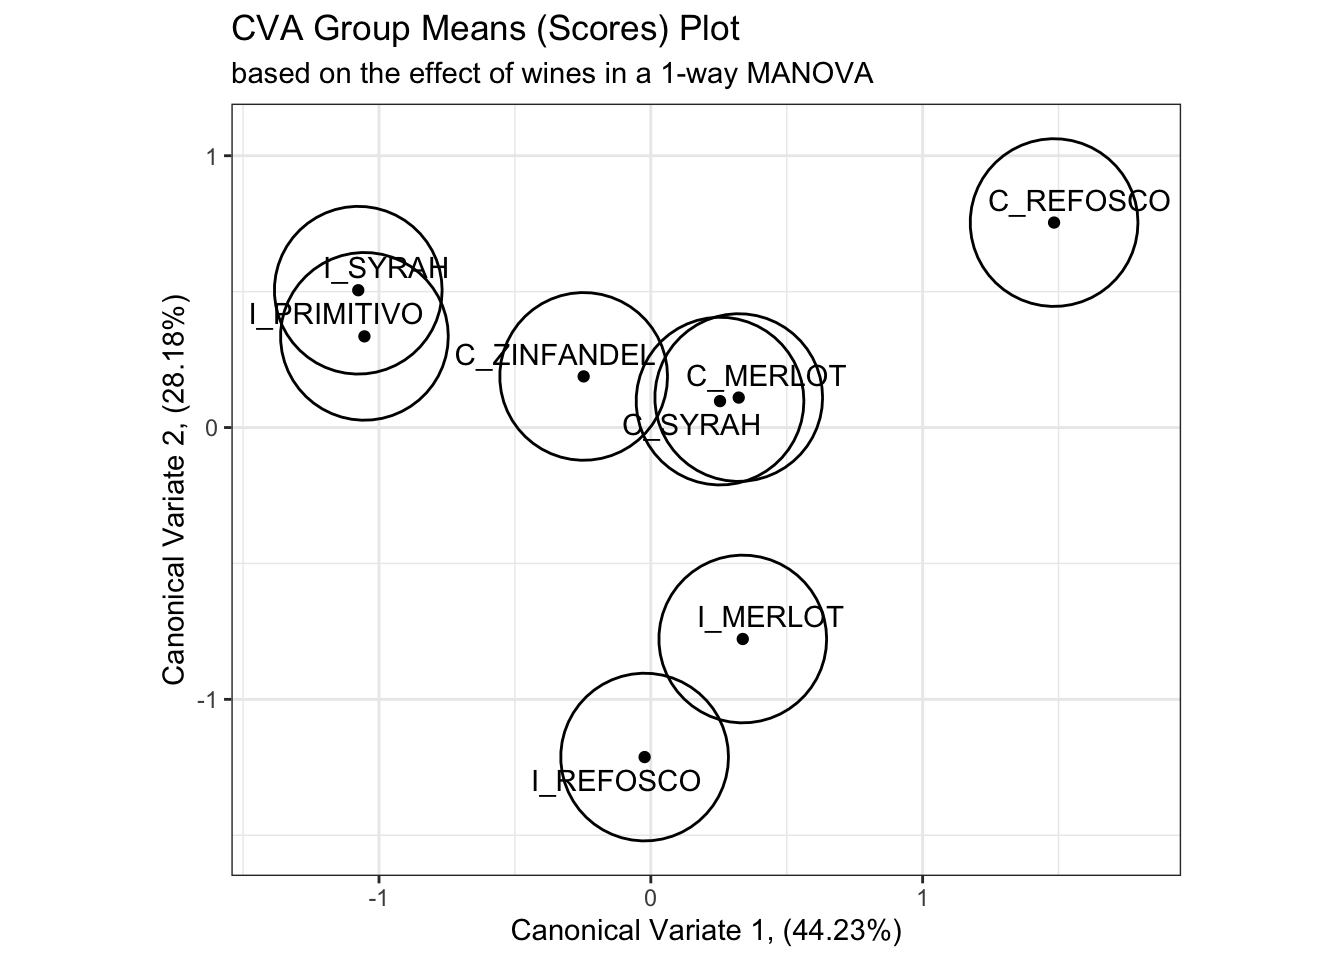 CVA Group Means (Scores) Plot
based on the effect of wines in a 1-way MANOVA
1
C_REFOSCO
I_SYRAH
I_PRIMITIVO
C_ZINFANDEL
C_MERLOT
C_SYRAH
0
I_MERLOT
-1
I_REFOSCO
Canonical Variate 2, (28.18%)
-1
0
1
Canonical Variate 1, (44.23%)